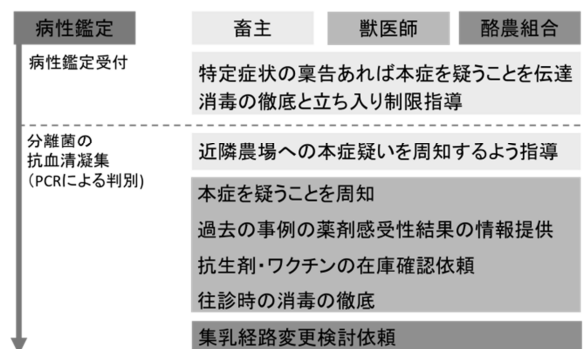 病性鑑定
畜主
獣医師
酪農組合
病性鑑定受付
特定症状の稟告あれば本症を疑うことを伝達
消毒の徹底と立ち入り制限指導
分離菌の
抗血清凝集
（PCRによる判別)
近隣農場への本症疑いを周知するよう指導
本症を疑うことを周知
過去の事例の薬剤感受性結果の情報提供
抗生剤・ワクチンの在庫確認依頼
往診時の消毒の徹底
集乳経路変更検討依頼